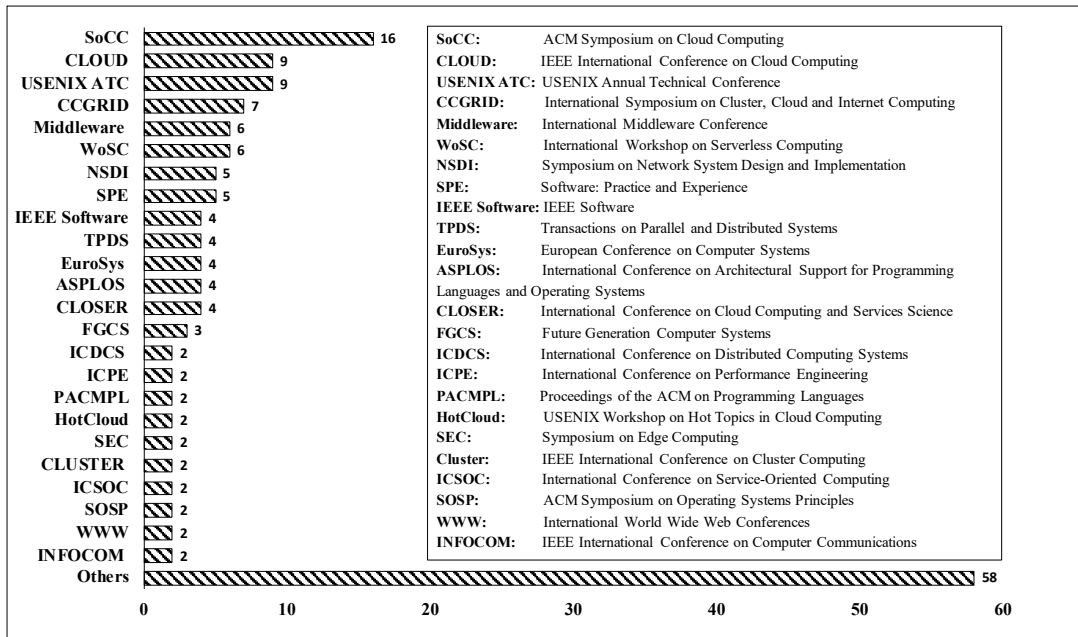 SoCC 16
CLOUD 9
USENIX ATC 9
CCGRID 7
Middleware 6
WoSC 6
NSDI 5
SPE 5
IEEE Software 4
TPDS 4
EuroSys 4
ASPLOS 4
CLOSER 4
FGCS 3
ICDCS 2
ICPE 2
PACMPL 2
HotCloud 2
SEC 2
CLUSTER 2
ICSOC 2
SOSP 2
WWW 2
INFOCOM 2
Others 58
0 10 20 30 40 50 60
SoCC: ACM Symposium on Cloud Computing
CLOUD: IEEE International Conference on Cloud Computing
USENIX ATC: USENIX Annual Technical Conference
CCGRID: International Symposium on Cluster, Cloud and Internet Computing
Middleware: International Middleware Conference
WoSC: International Workshop on Serverless Computing
NSDI: Symposium on Network System Design and Implementation
SPE: Software: Practice and Experience
IEEE Software: IEEE Software
TPDS: Transactions on Parallel and Distributed Systems
EuroSys: European Conference on Computer Systems
ASPLOS: International Conference on Architectural Support for Programming
Languages and Operating Systems
CLOSER: International Conference on Cloud Computing and Services Science
FGCS: Future Generation Computer Systems
ICDCS: International Conference on Distributed Computing Systems
ICPE: International Conference on Performance Engineering
PACMPL: Proceedings of the ACM on Programming Languages
HotCloud: USENIX Workshop on Hot Topics in Cloud Computing
SEC: Symposium on Edge Computing
Cluster: IEEE International Conference on Cluster Computing
ICSOC: International Conference on Service-Oriented Computing
SOSP: ACM Symposium on Operating Systems Principles
WWW: International World Wide Web Conferences
INFOCOM: IEEE International Conference on Computer Communications